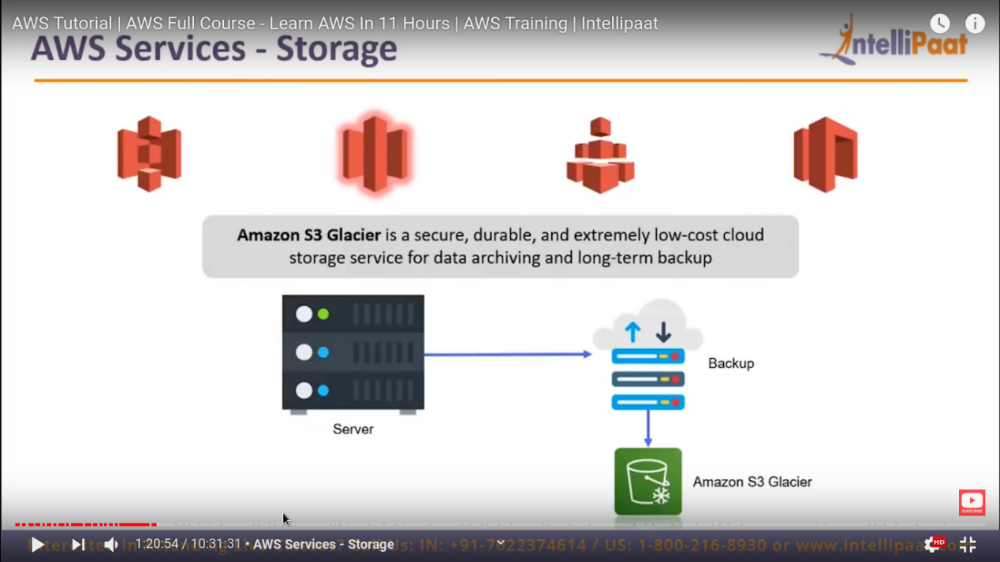 AWS Tutorial | AWS Full Course - Learn AWS In 11 Hours | AWS Training | Intellipaat
AWS Services - Storage
IntelliPaat
Amazon S3 Glacier is a secure, durable, and extremely low-cost cloud
storage service for data archiving and long-term backup
Backup
Server
Amazon S3 Glacier
SUBSCRIBE
1:20:54 / 10:31:31 • AWS Services - Storage
HD
us: IN: +91-7022374614 / US: 1-800-216-8930 or www.intellipaat